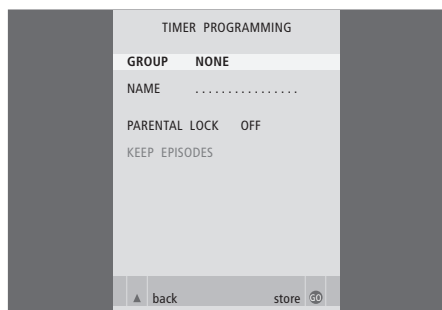 TIMER PROGRAMMING
GROUP NONE
NAME ................
PARENTAL LOCK OFF
KEEP EPISODES
▲ back store GO